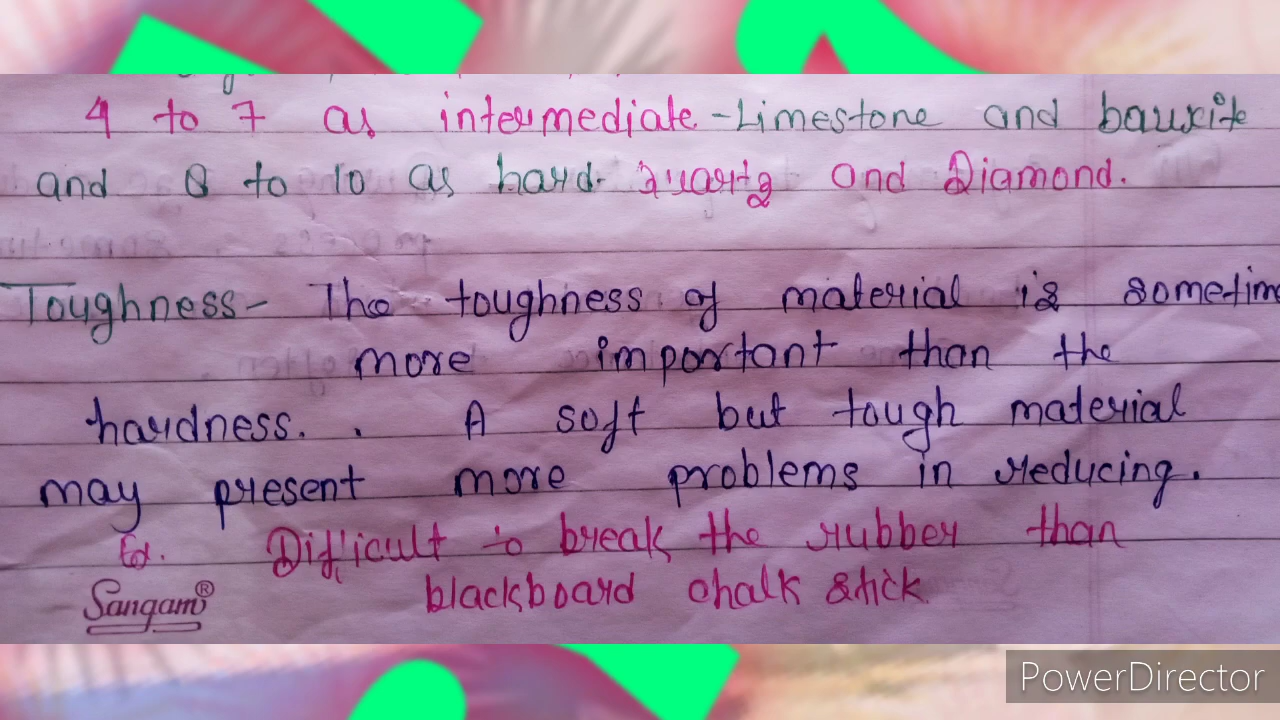 4 to 7 as intermediate - Limestone and bauxite
and 8 to 10 as hard. quartz and Diamond.
Toughness - The toughness of material is sometim
more important than the
hardness. . A soft but tough material
may present more problems in reducing.
Ex. Difficult to break the rubber than
blackboard chalk stick.
Sangam®
PowerDirector